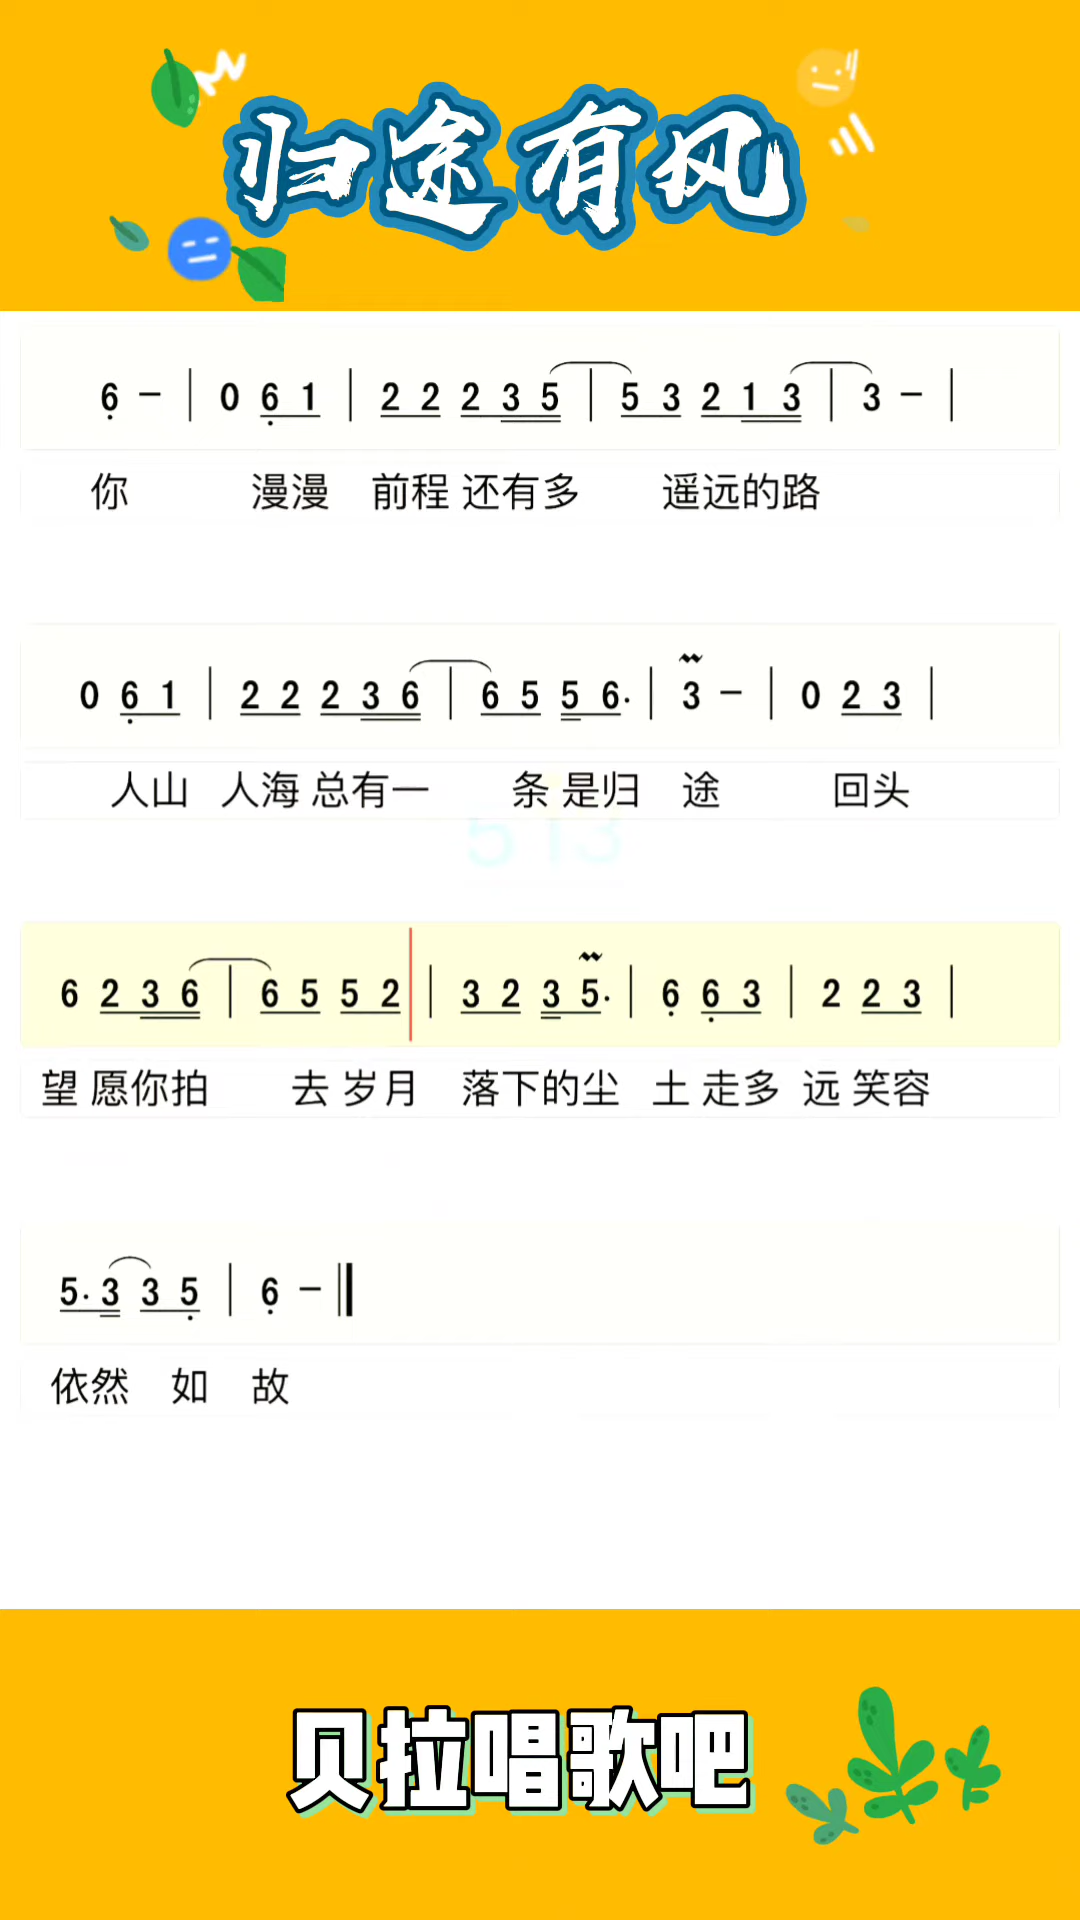 归途有风
6 – | 0 6 1 | 2 2 2 3 5 | 5 3 2 1 3 | 3 – |
你 漫漫 前程 还有多 遥远的路
0 6 1 | 2 2 2 3 6 | 6 5 5 6· | 3 – | 0 2 3 |
人山 人海 总有一 条 是归 途 回头
513
6 2 3 6 | 6 5 5 2 | 3 2 3 5· | 6 6 3 | 2 2 3 |
望 愿你拍 去 岁月 落下的尘 土 走多 远 笑容
5· 3 3 5 | 6 – ‖
依然 如 故
贝拉唱歌吧